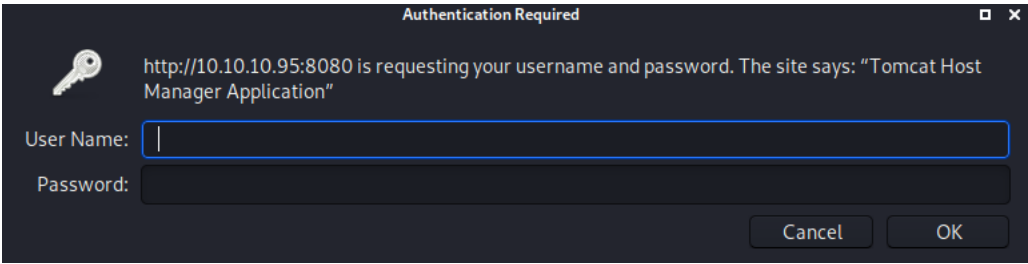 Authentication Required
http://10.10.10.95:8080 is requesting your username and password. The site says: “Tomcat Host
Manager Application”
User Name:
Password:
Cancel OK